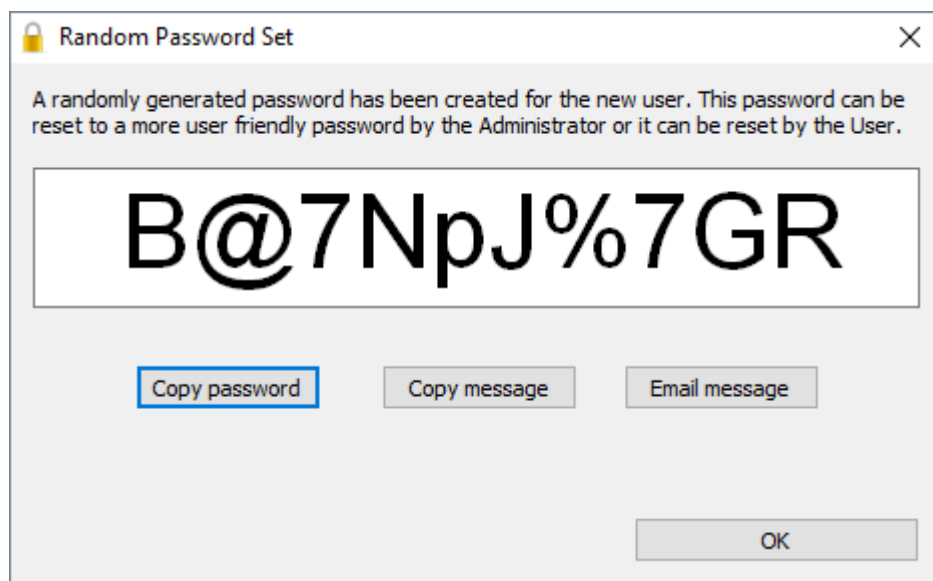 Random Password Set
A randomly generated password has been created for the new user. This password can be
reset to a more user friendly password by the Administrator or it can be reset by the User.
B@7NpJ%7GR
Copy password Copy message Email message
OK